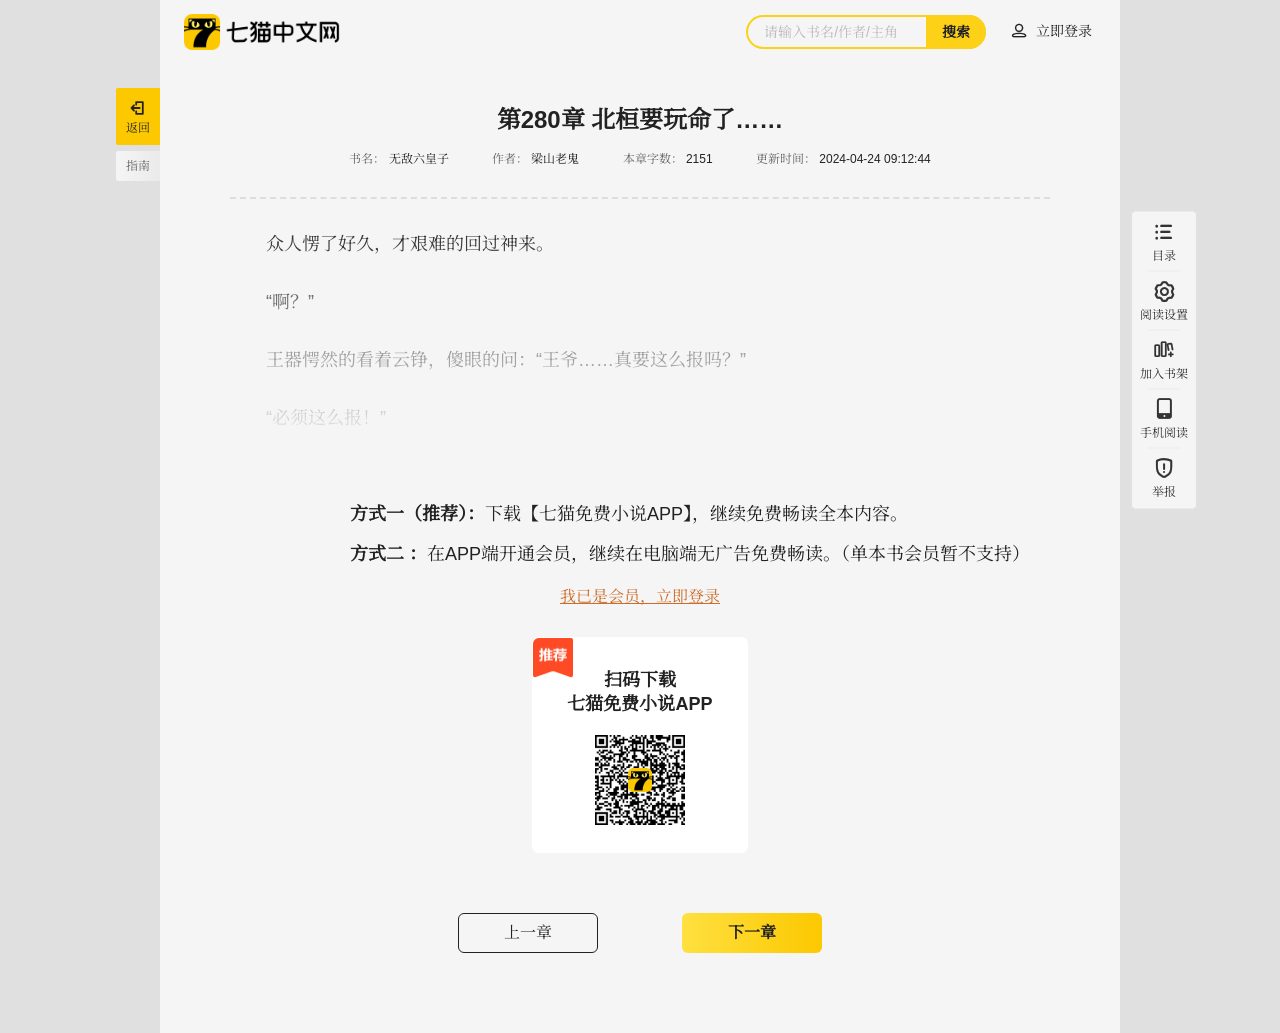 七猫中文网
请输入书名/作者/主角
搜索
立即登录
返回
指南
第280章 北桓要玩命了……
书名： 无敌六皇子 作者： 梁山老鬼 本章字数： 2151 更新时间： 2024-04-24 09:12:44
众人愣了好久，才艰难的回过神来。
“啊？”
王器愕然的看着云铮，傻眼的问：“王爷……真要这么报吗？”
“必须这么报！”
目录
阅读设置
加入书架
手机阅读
举报
方式一（推荐）： 下载【七猫免费小说APP】，继续免费畅读全本内容。
方式二 ： 在APP端开通会员，继续在电脑端无广告免费畅读。（单本书会员暂不支持）
我已是会员，立即登录
推荐
扫码下载
七猫免费小说APP
上一章
下一章